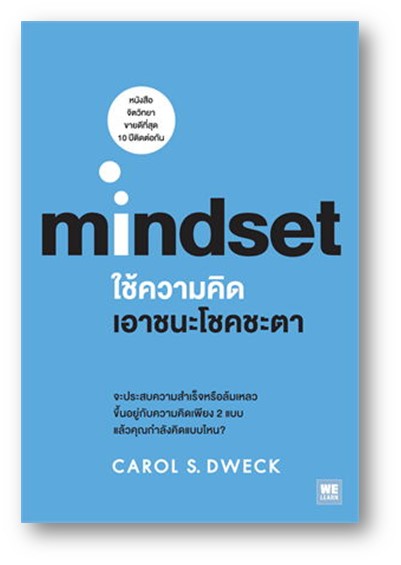 หนังสือ
จิตวิทยา
ขายดีที่สุด
10 ปีติดต่อกัน
mindset
ใช้ความคิด
เอาชนะโชคชะตา
จะประสบความสำเร็จหรือล้มเหลว
ขึ้นอยู่กับความคิดเพียง 2 แบบ
แล้วคุณกำลังคิดแบบไหน?
CAROL S. DWECK
WE
LEARN